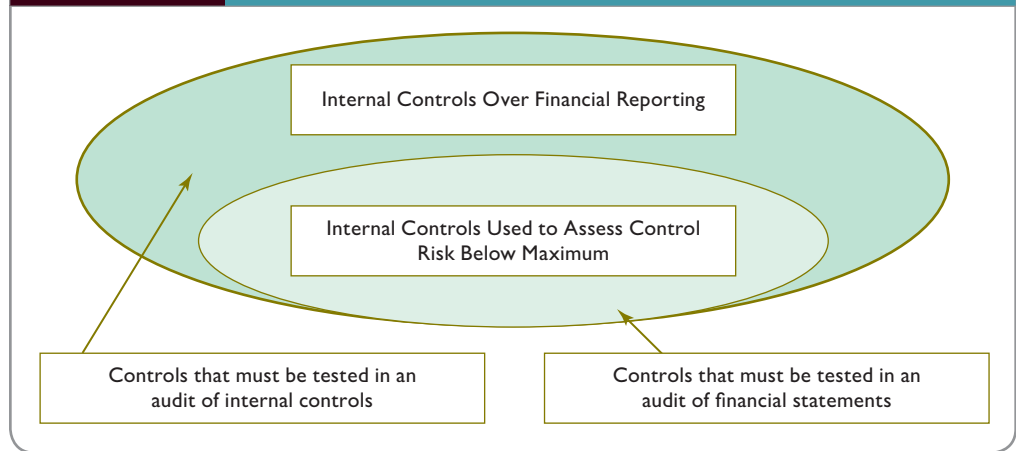 Internal Controls Over Financial Reporting
Internal Controls Used to Assess Control
Risk Below Maximum
Controls that must be tested in an
audit of internal controls
Controls that must be tested in an
audit of financial statements